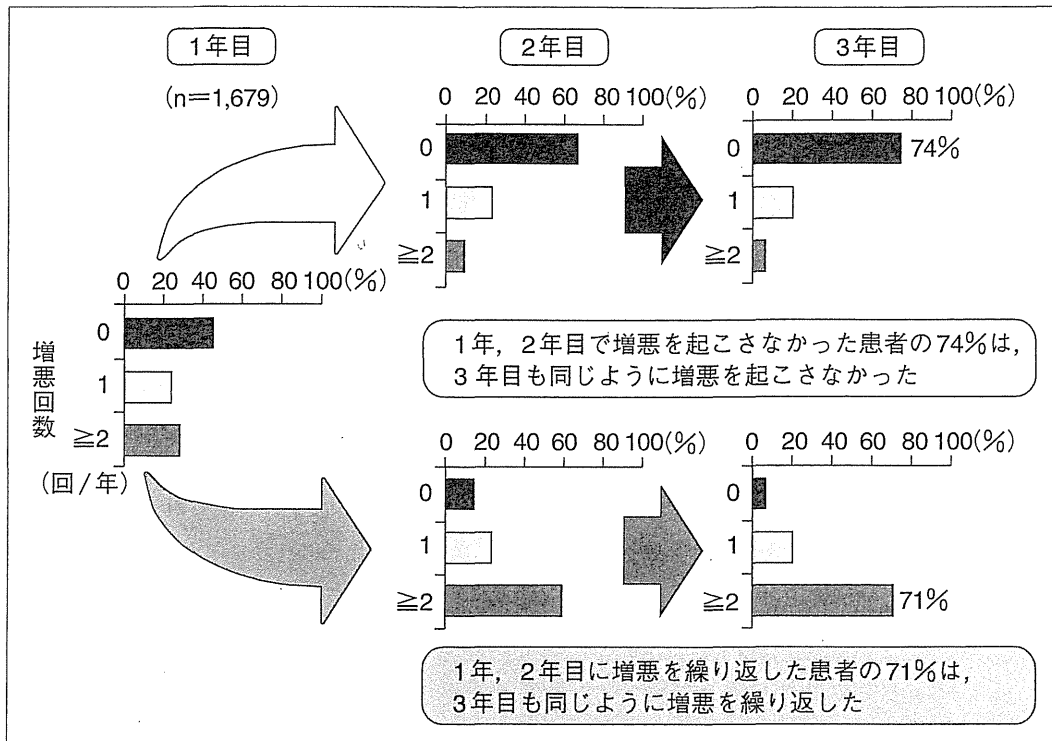 1年目
2年目
3年目
(n=1,679)
0 20 40 60 80 100(%)
0
1
≧2
0 20 40 60 80 100(%)
0 74%
1
≧2
0 20 40 60 80 100(%)
増悪回数
0
1
≧2
(回/年)
1年，2年目で増悪を起こさなかった患者の74%は，
3年目も同じように増悪を起こさなかった
0 20 40 60 80 100(%)
0
1
≧2
0 20 40 60 80 100(%)
0
1
≧2 71%
1年，2年目に増悪を繰り返した患者の71%は，
3年目も同じように増悪を繰り返した